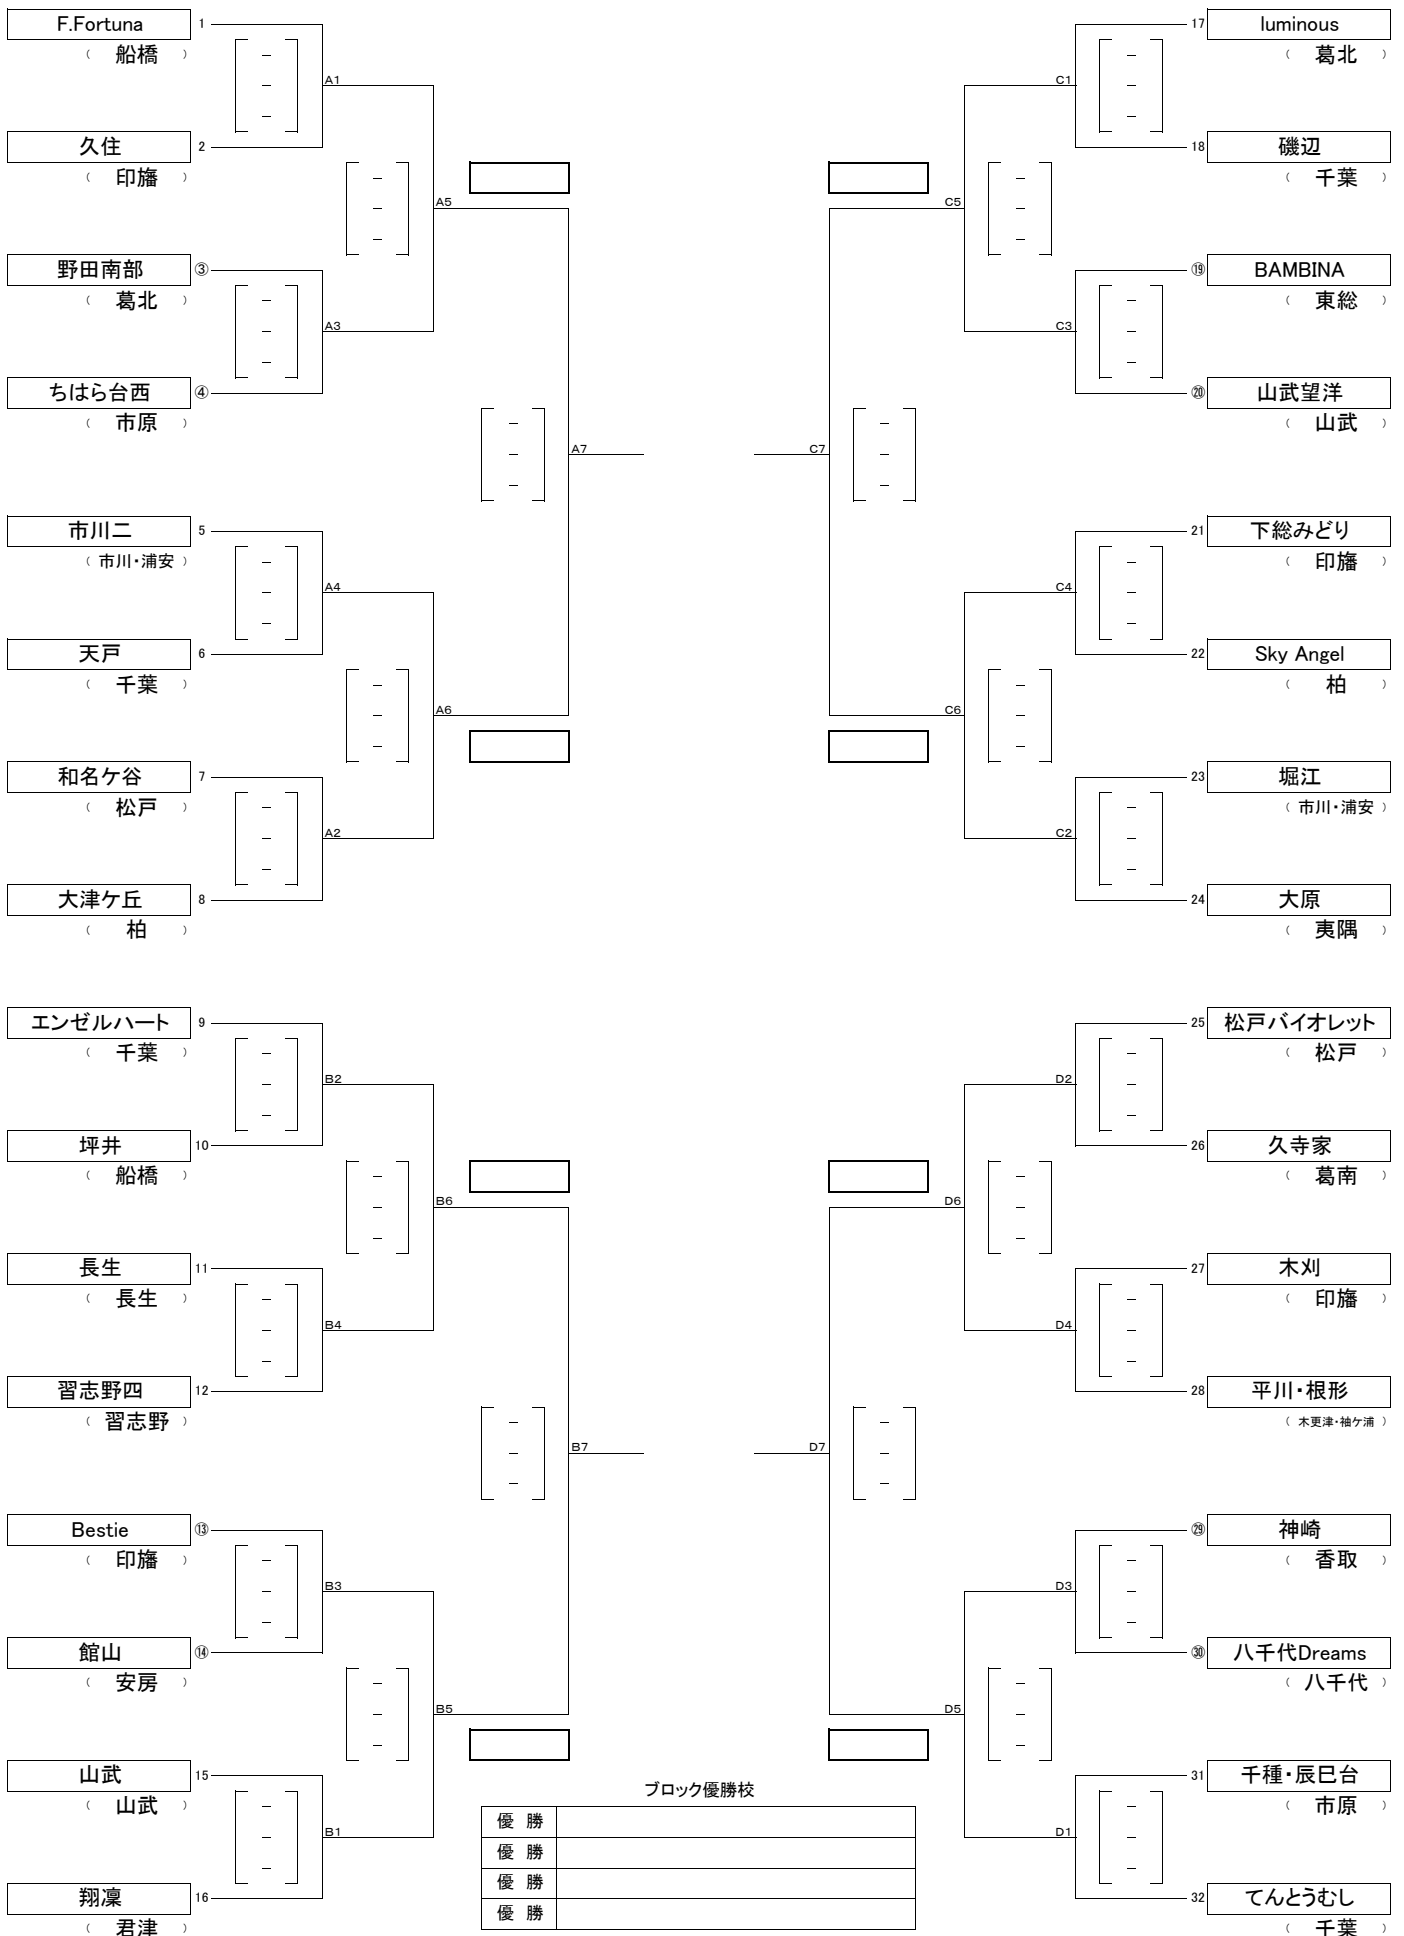 F.Fortuna 1
( 船橋 )
A1
久住 2
( 印旛 )
A5
野田南部 ③
( 葛北 )
A3
ちはら台西 ④
( 市原 )
A7
市川二 5
( 市川・浦安 )
A4
天戸 6
( 千葉 )
A6
和名ケ谷 7
( 松戸 )
A2
大津ケ丘 8
( 柏 )
エンゼルハート 9
( 千葉 )
B2
坪井 10
( 船橋 )
B6
長生 11
( 長生 )
B4
習志野四 12
( 習志野 )
B7
Bestie ⑬
( 印旛 )
B3
館山 ⑭
( 安房 )
B5
山武 15
( 山武 )
B1
翔凜 16
( 君津 )
17 luminous
( 葛北 )
C1
18 磯辺
( 千葉 )
C5
⑲ BAMBINA
( 東総 )
C3
⑳ 山武望洋
( 山武 )
C7
21 下総みどり
( 印旛 )
C4
22 Sky Angel
( 柏 )
C6
23 堀江
( 市川・浦安 )
C2
24 大原
( 夷隅 )
25 松戸バイオレット
( 松戸 )
D2
26 久寺家
( 葛南 )
D6
27 木刈
( 印旛 )
D4
28 平川・根形
( 木更津・袖ケ浦 )
D7
㉙ 神崎
( 香取 )
D3
㉚ 八千代Dreams
( 八千代 )
D5
31 千種・辰巳台
( 市原 )
D1
32 てんとうむし
( 千葉 )
ブロック優勝校
優 勝
優 勝
優 勝
優 勝